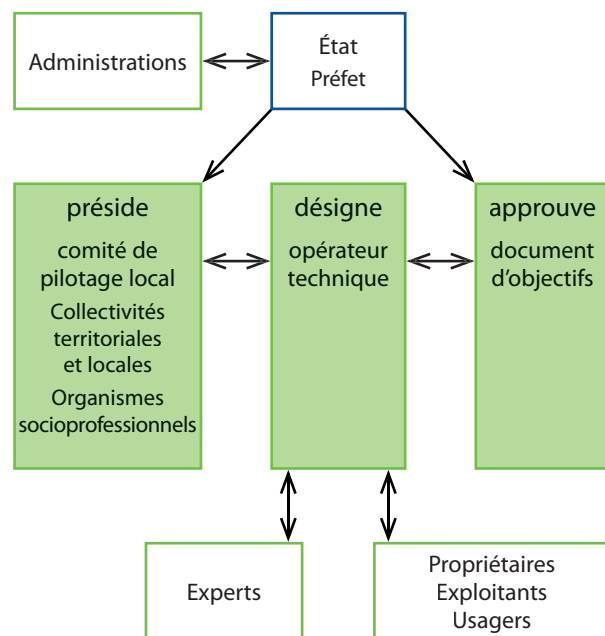 Administrations
État
Préfet
préside
comité de
pilotage local
Collectivités
territoriales
et locales
Organismes
socioprofessionnels
désigne
opérateur
technique
approuve
document
d'objectifs
Experts
Propriétaires
Exploitants
Usagers